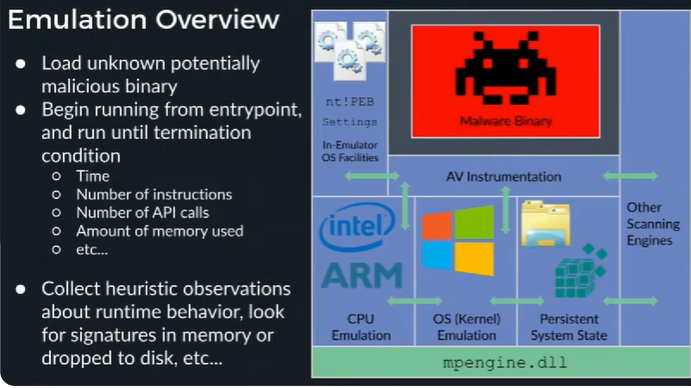 Emulation Overview
● Load unknown potentially
malicious binary
● Begin running from entrypoint,
and run until termination
condition
○ Time
○ Number of instructions
○ Number of API calls
○ Amount of memory used
○ etc...
● Collect heuristic observations
about runtime behavior, look
for signatures in memory or
dropped to disk, etc...
nt!PEB
Settings
In-Emulator
OS Facilities
Malware Binary
AV Instrumentation
Other
Scanning
Engines
intel
ARM
CPU
Emulation
OS (Kernel)
Emulation
Persistent
System State
mpengine.dll